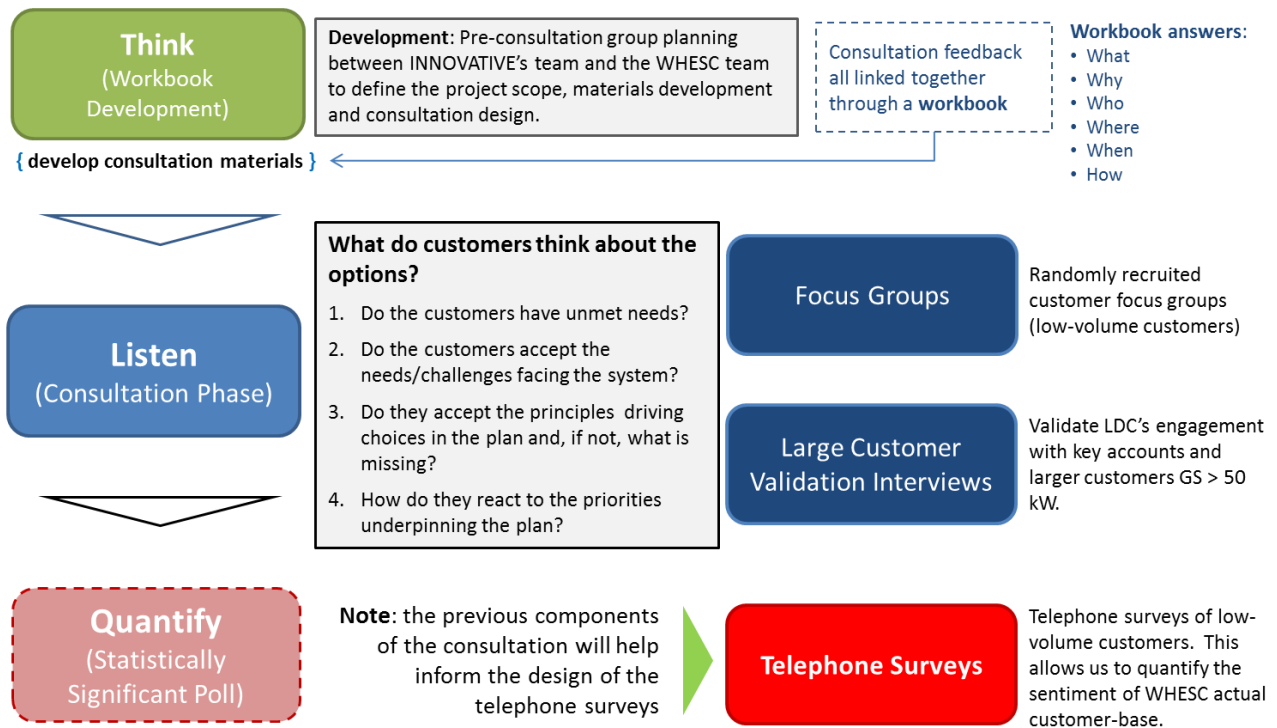 Think
(Workbook
Development)
Development: Pre-consultation group planning
between INNOVATIVE's team and the WHESC team
to define the project scope, materials development
and consultation design.
Consultation feedback
all linked together
through a workbook
Workbook answers:
• What
• Why
• Who
• Where
• When
• How
{ develop consultation materials }
Listen
(Consultation Phase)
What do customers think about the
options?
1. Do the customers have unmet needs?
2. Do the customers accept the
needs/challenges facing the system?
3. Do they accept the principles driving
choices in the plan and, if not, what is
missing?
4. How do they react to the priorities
underpinning the plan?
Focus Groups
Randomly recruited
customer focus groups
(low-volume customers)
Large Customer
Validation Interviews
Validate LDC's engagement
with key accounts and
larger customers GS > 50
kW.
Quantify
(Statistically
Significant Poll)
Note: the previous components
of the consultation will help
inform the design of the
telephone surveys
Telephone Surveys
Telephone surveys of low-
volume customers. This
allows us to quantify the
sentiment of WHESC actual
customer-base.